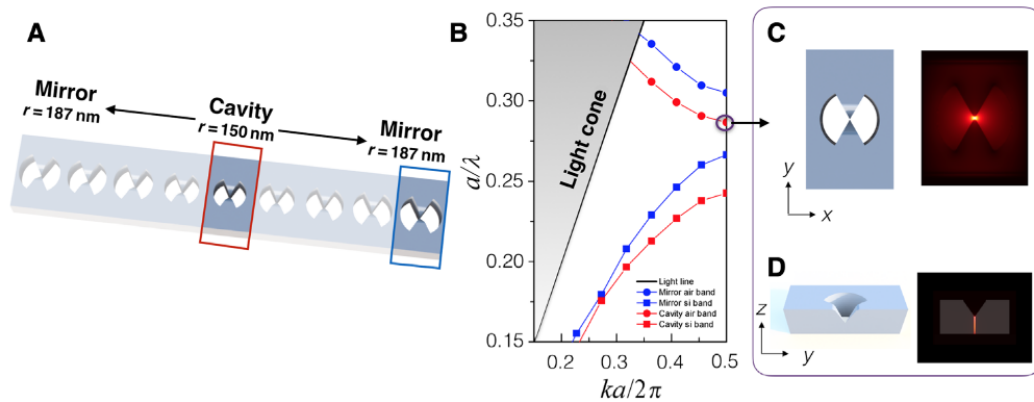 A
Mirror
r = 187 nm
Cavity
r = 150 nm
Mirror
r = 187 nm
B
a/λ
0.35
0.30
0.25
0.20
0.15
Light cone
Light line
Mirror air band
Mirror si band
Cavity air band
Cavity si band
0.2
0.3
0.4
0.5
ka/2π
C
y
x
D
z
y